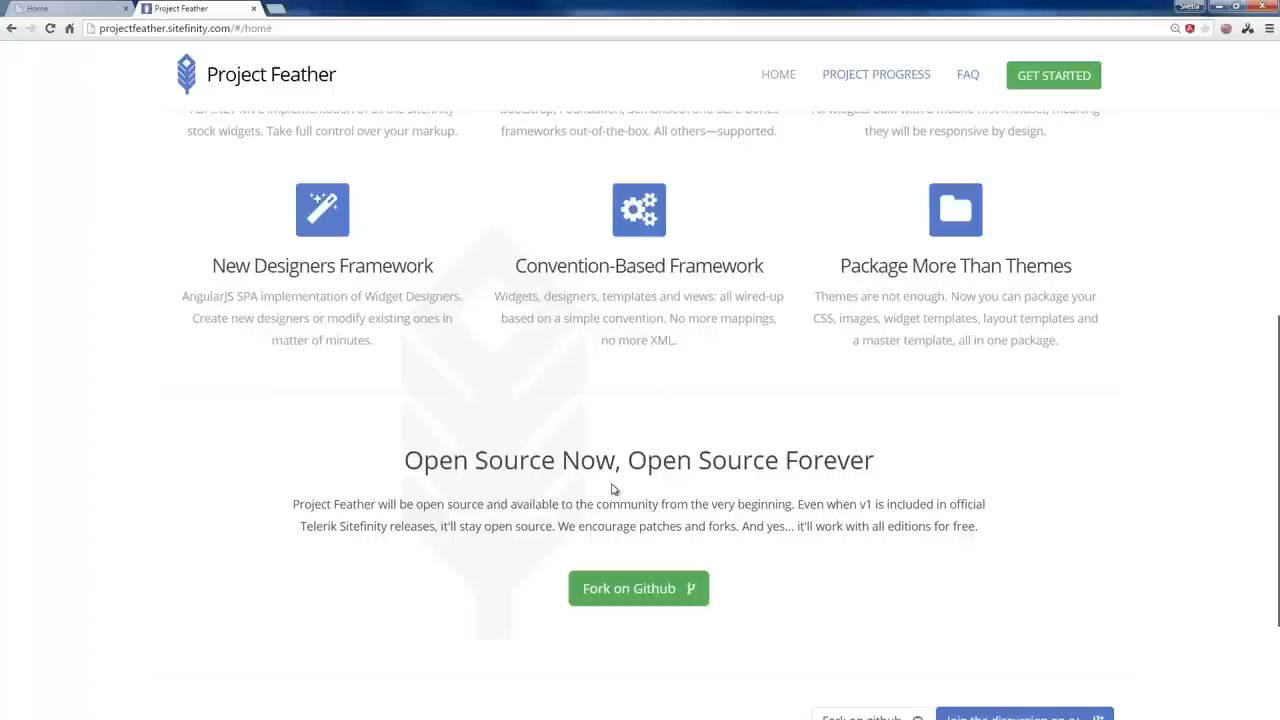 Home
Project Feather
Svetla
projectfeather.sitefinity.com/#/home
Project Feather
HOME
PROJECT PROGRESS
FAQ
GET STARTED
stock widgets. Take full control over your markup.
frameworks out-of-the-box. All others—supported.
they will be responsive by design.
New Designers Framework
AngularJS SPA implementation of Widget Designers.
Create new designers or modify existing ones in
matter of minutes.
Convention-Based Framework
Widgets, designers, templates and views: all wired-up
based on a simple convention. No more mappings,
no more XML.
Package More Than Themes
Themes are not enough. Now you can package your
CSS, images, widget templates, layout templates and
a master template, all in one package.
Open Source Now, Open Source Forever
Project Feather will be open source and available to the community from the very beginning. Even when v1 is included in official
Telerik Sitefinity releases, it'll stay open source. We encourage patches and forks. And yes... it'll work with all editions for free.
Fork on Github
Fork on github
Join the discussion on